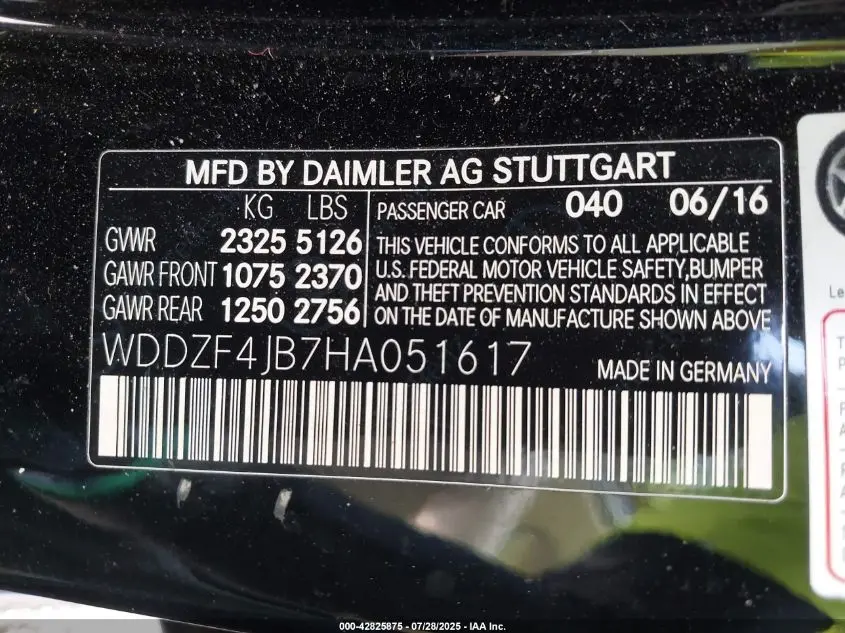 MFD BY DAIMLER AG STUTTGART
KG LBS
GVWR 2325 5126
GAWR FRONT 1075 2370
GAWR REAR 1250 2756
PASSENGER CAR 040 06/16
THIS VEHICLE CONFORMS TO ALL APPLICABLE
U.S. FEDERAL MOTOR VEHICLE SAFETY,BUMPER
AND THEFT PREVENTION STANDARDS IN EFFECT
ON THE DATE OF MANUFACTURE SHOWN ABOVE
WDDZF4JB7HA051617
MADE IN GERMANY
000-42825875 | 07/28/2025 - IAA Inc.